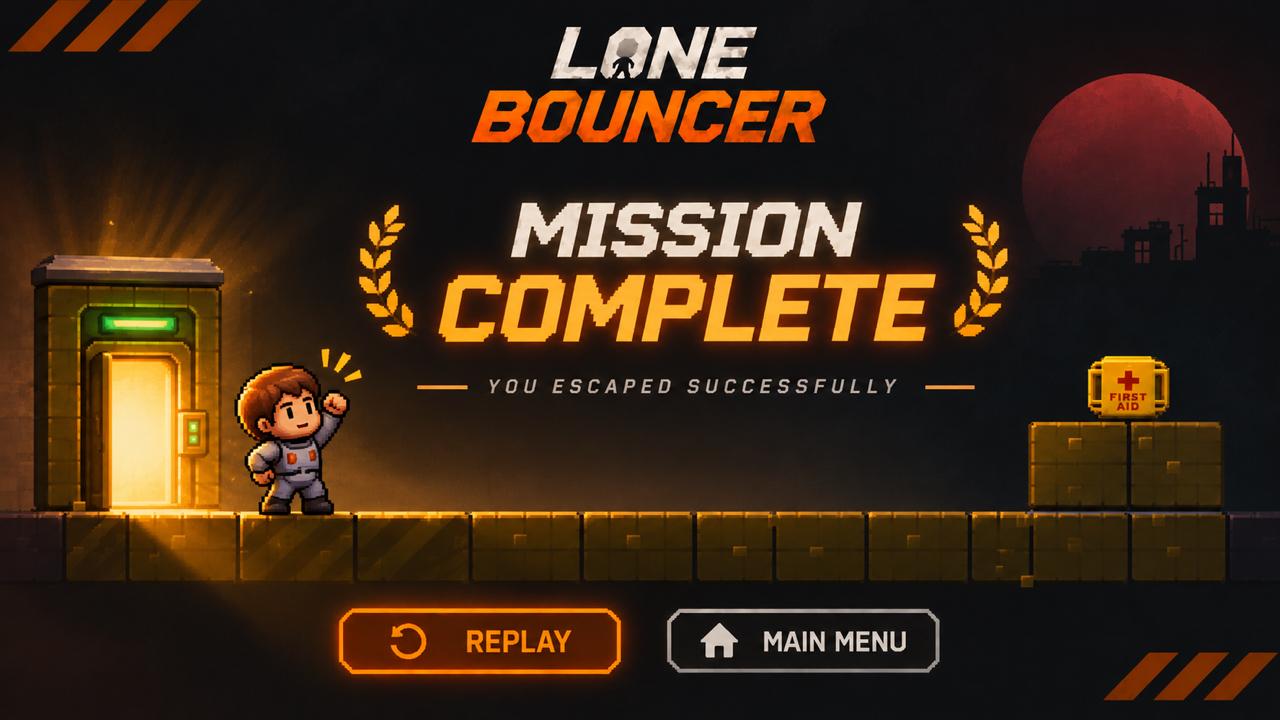 LONE
BOUNCER
MISSION
COMPLETE
YOU ESCAPED SUCCESSFULLY
FIRST
AID
REPLAY
MAIN MENU